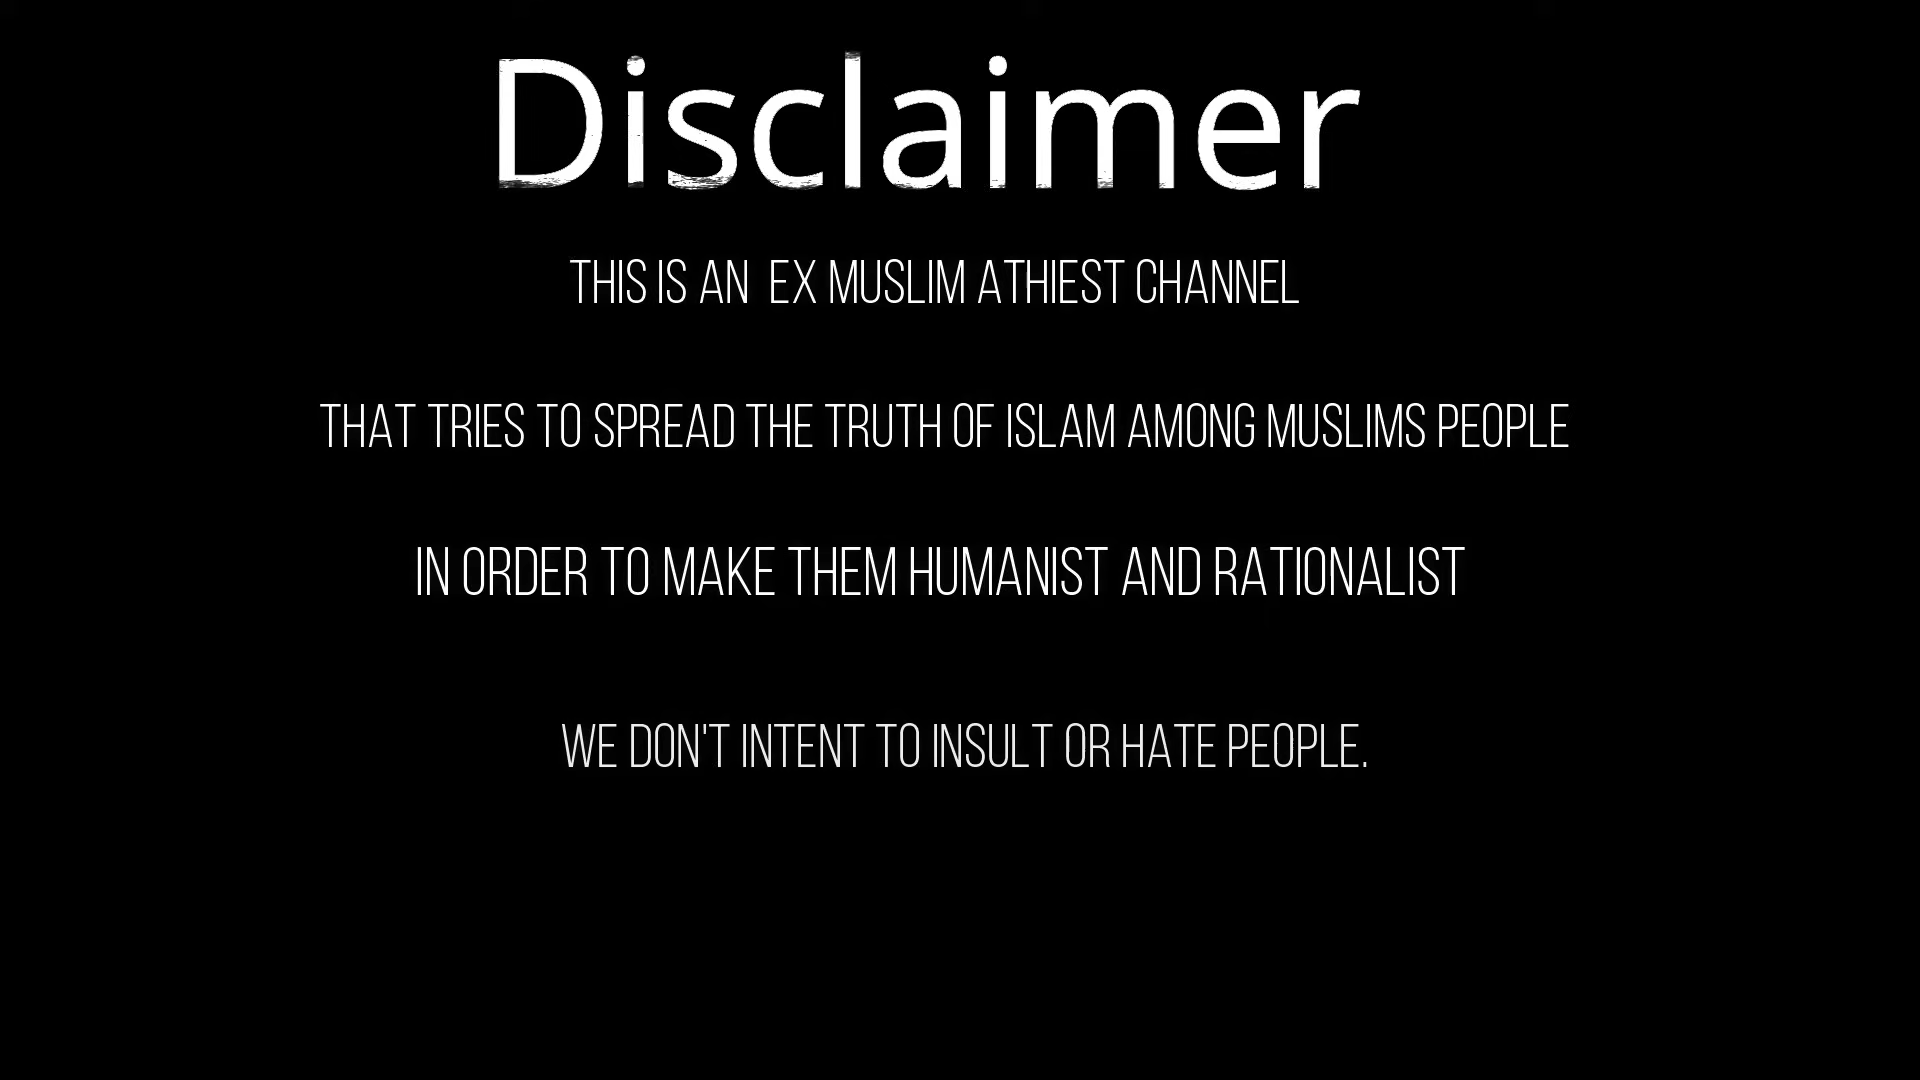 Disclaimer
THIS IS AN EX MUSLIM ATHIEST CHANNEL
THAT TRIES TO SPREAD THE TRUTH OF ISLAM AMONG MUSLIMS PEOPLE
IN ORDER TO MAKE THEM HUMANIST AND RATIONALIST
WE DON'T INTENT TO INSULT OR HATE PEOPLE.